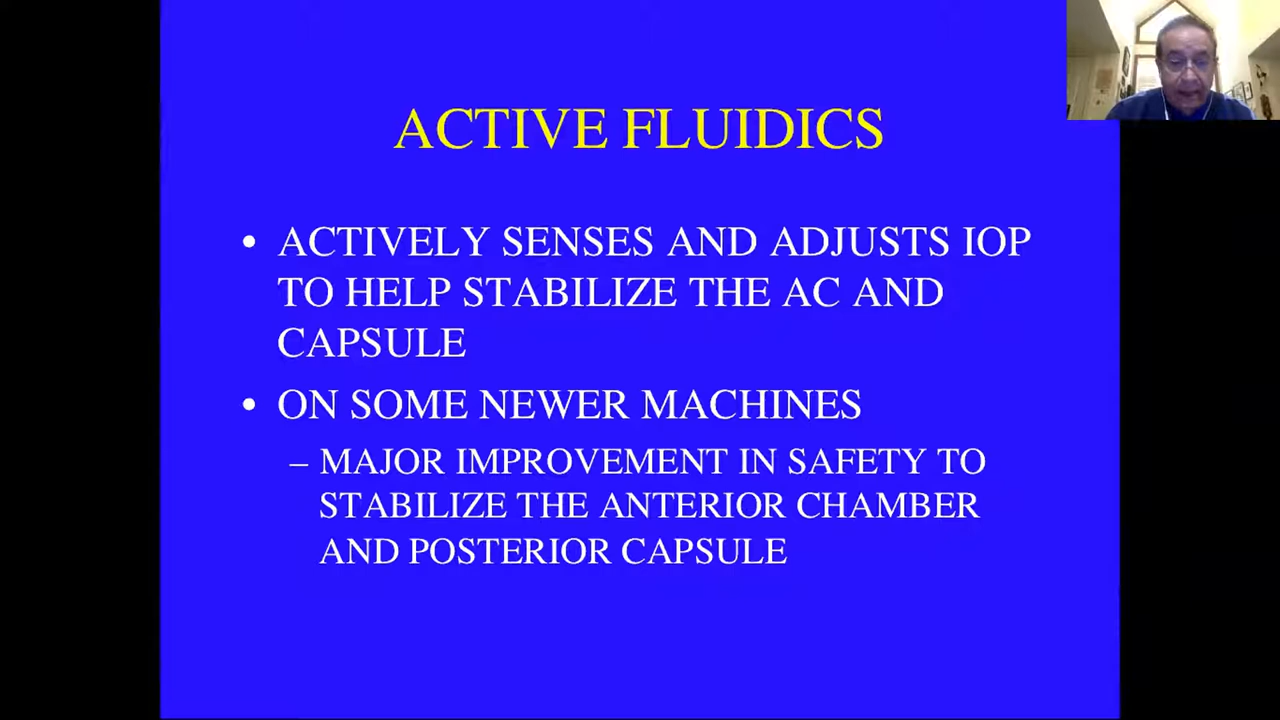 ACTIVE FLUIDICS
• ACTIVELY SENSES AND ADJUSTS IOP
TO HELP STABILIZE THE AC AND
CAPSULE
• ON SOME NEWER MACHINES
– MAJOR IMPROVEMENT IN SAFETY TO
STABILIZE THE ANTERIOR CHAMBER
AND POSTERIOR CAPSULE